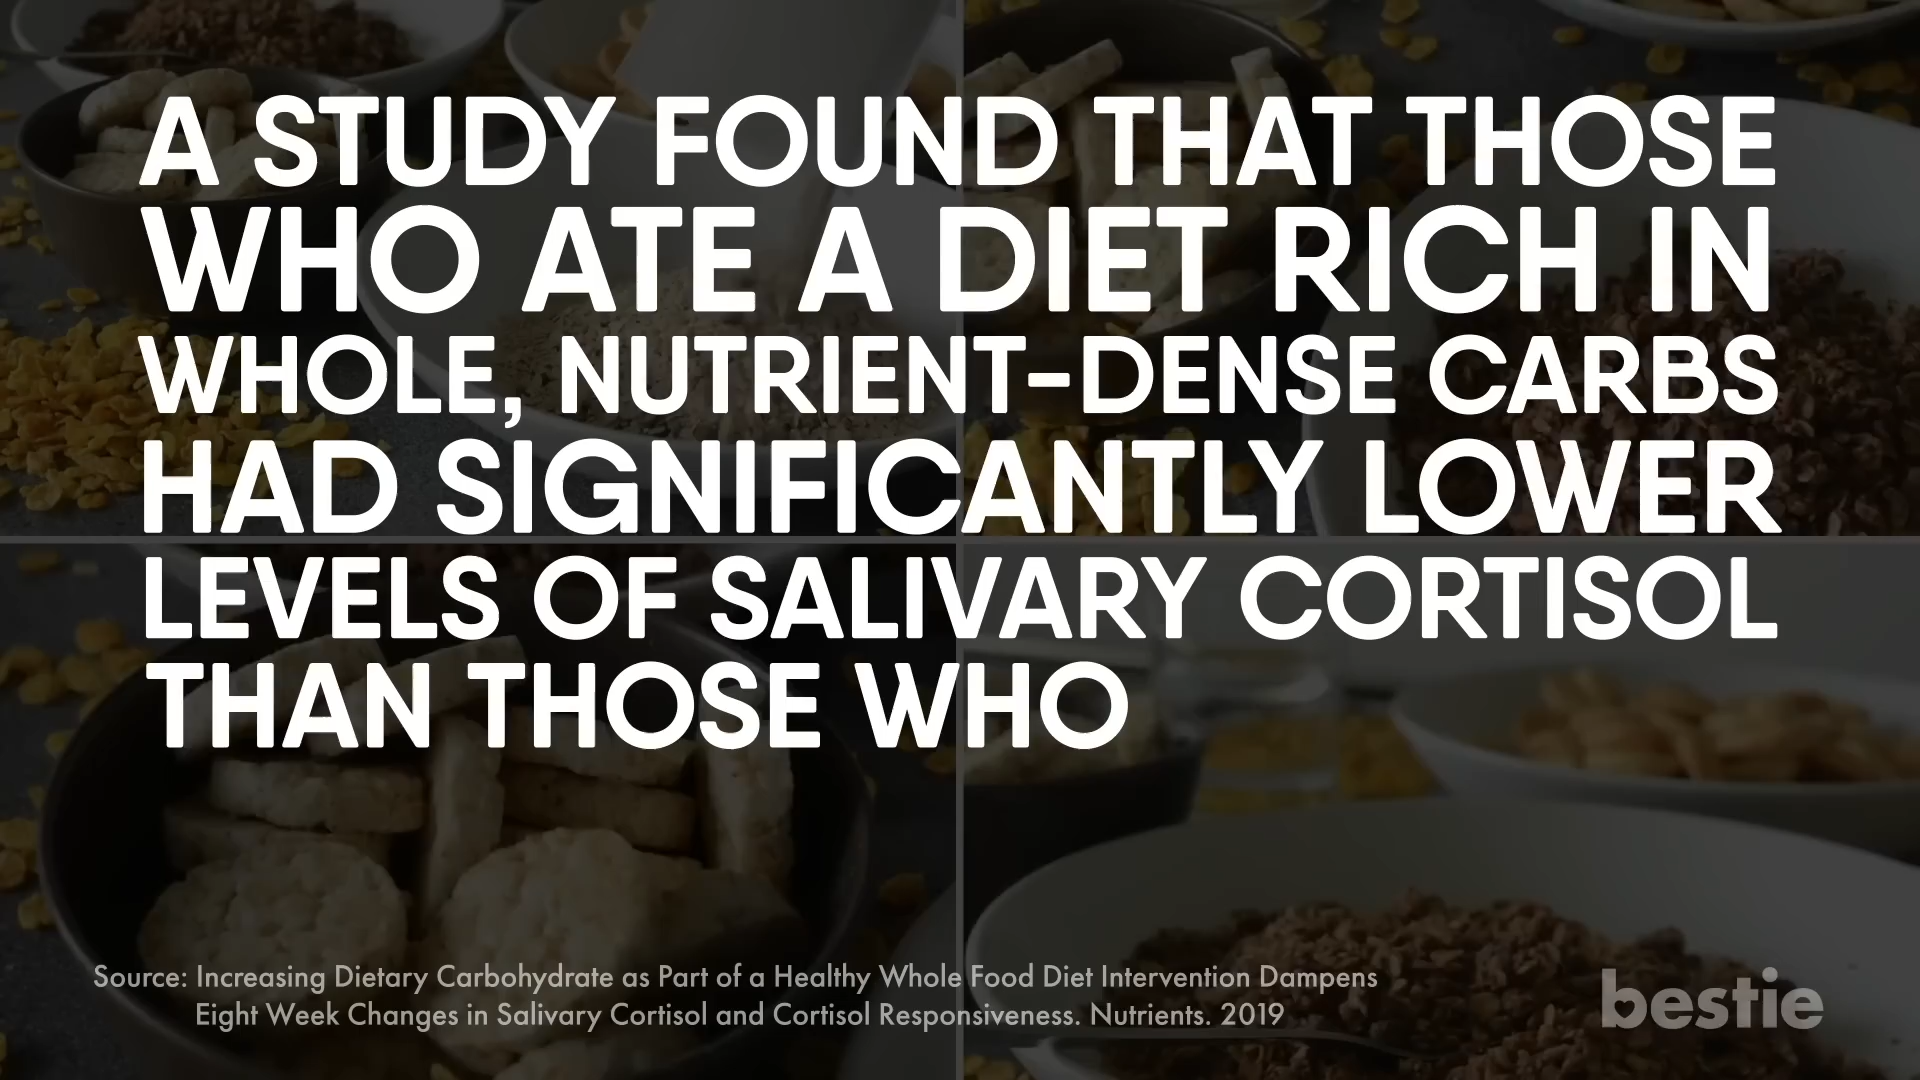 A STUDY FOUND THAT THOSE
WHO ATE A DIET RICH IN
WHOLE, NUTRIENT-DENSE CARBS
HAD SIGNIFICANTLY LOWER
LEVELS OF SALIVARY CORTISOL
THAN THOSE WHO
Source: Increasing Dietary Carbohydrate as Part of a Healthy Whole Food Diet Intervention Dampens
Eight Week Changes in Salivary Cortisol and Cortisol Responsiveness. Nutrients. 2019
bestie